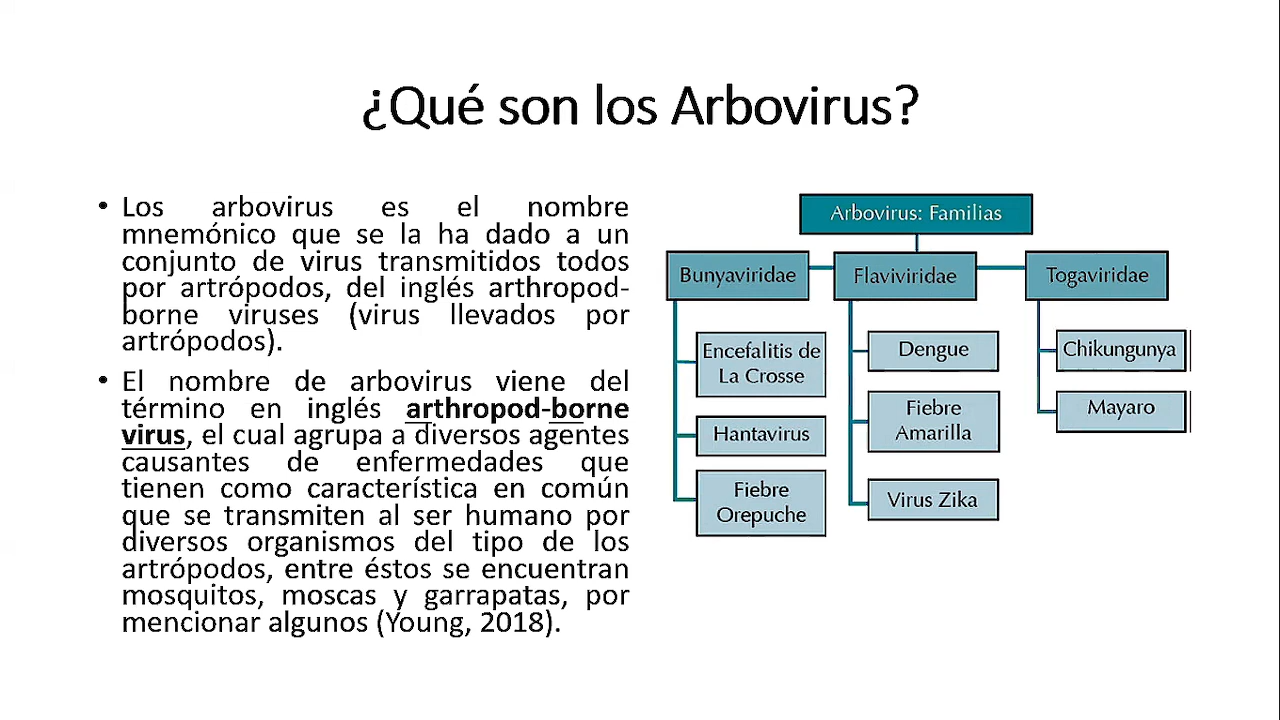 ¿Qué son los Arbovirus?
• Los arbovirus es el nombre
mnemónico que se la ha dado a un
conjunto de virus transmitidos todos
por artrópodos, del inglés arthropod-
borne viruses (virus llevados por
artrópodos).
• El nombre de arbovirus viene del
término en inglés arthropod-borne
virus, el cual agrupa a diversos agentes
causantes de enfermedades que
tienen como característica en común
que se transmiten al ser humano por
diversos organismos del tipo de los
artrópodos, entre éstos se encuentran
mosquitos, moscas y garrapatas, por
mencionar algunos (Young, 2018).
Arbovirus: Familias
Bunyaviridae
Encefalitis de
La Crosse
Hantavirus
Fiebre
Orepuche
Flaviviridae
Dengue
Fiebre
Amarilla
Virus Zika
Togaviridae
Chikungunya
Mayaro